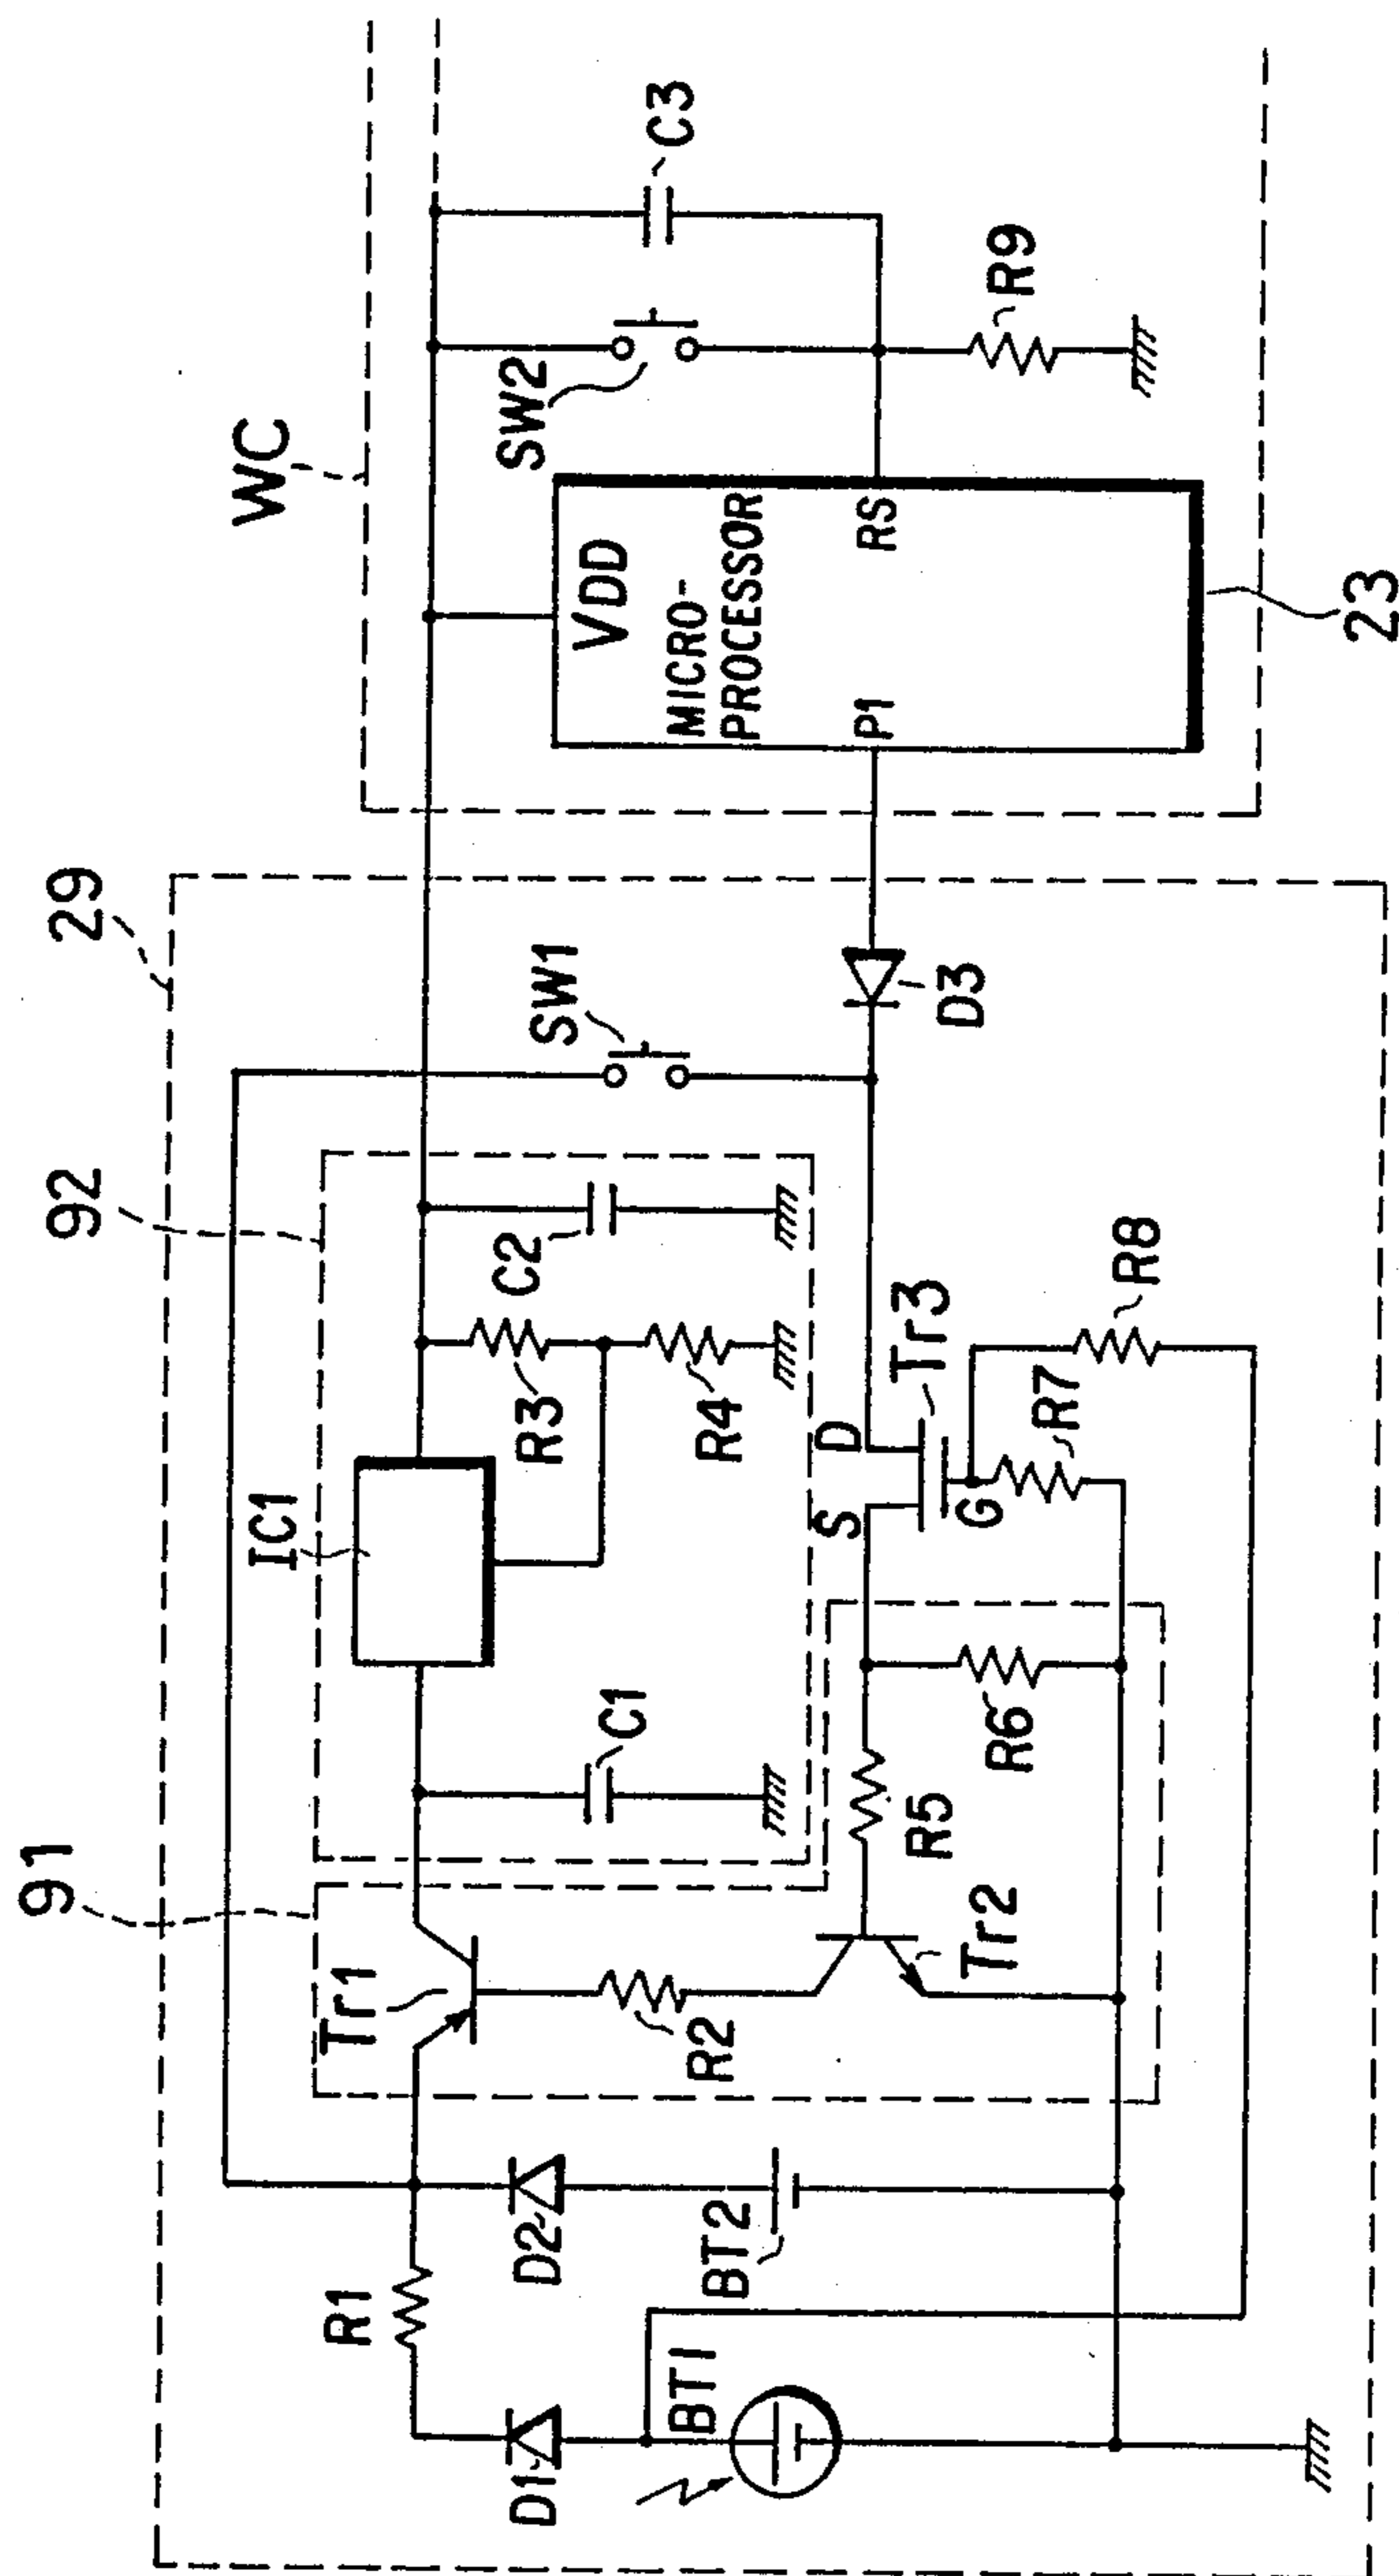 29
WC
92
91
SW1
C3
SW2
IC1
C2
VDD
MICRO-
PROCESSOR
RS
P1
R9
R3
R4
Tr1
C1
R1
D2
R2
D3
23
S
D
Tr3
G
R7
R8
R5
R6
Tr2
BT2
D1
BT1